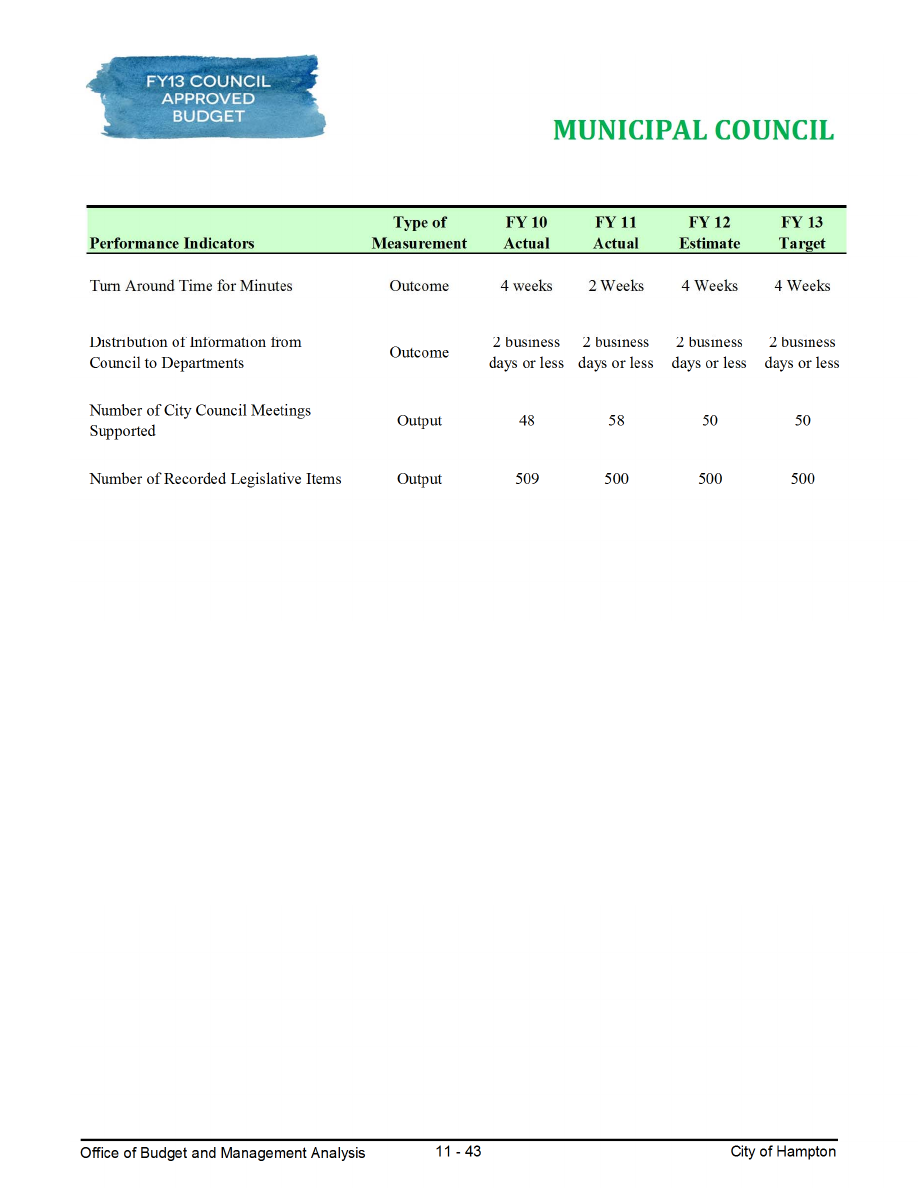 FY13 COUNCIL
APPROVED
BUDGET
MUNICIPAL COUNCIL
Performance Indicators Type of Measurement FY 10 Actual FY 11 Actual FY 12 Estimate FY 13 Target
Turn Around Time for Minutes Outcome 4 weeks 2 Weeks 4 Weeks 4 Weeks
Distribution of Information from Council to Departments Outcome 2 business days or less 2 business days or less 2 business days or less 2 business days or less
Number of City Council Meetings Supported Output 48 58 50 50
Number of Recorded Legislative Items Output 509 500 500 500
Office of Budget and Management Analysis 11 - 43 City of Hampton